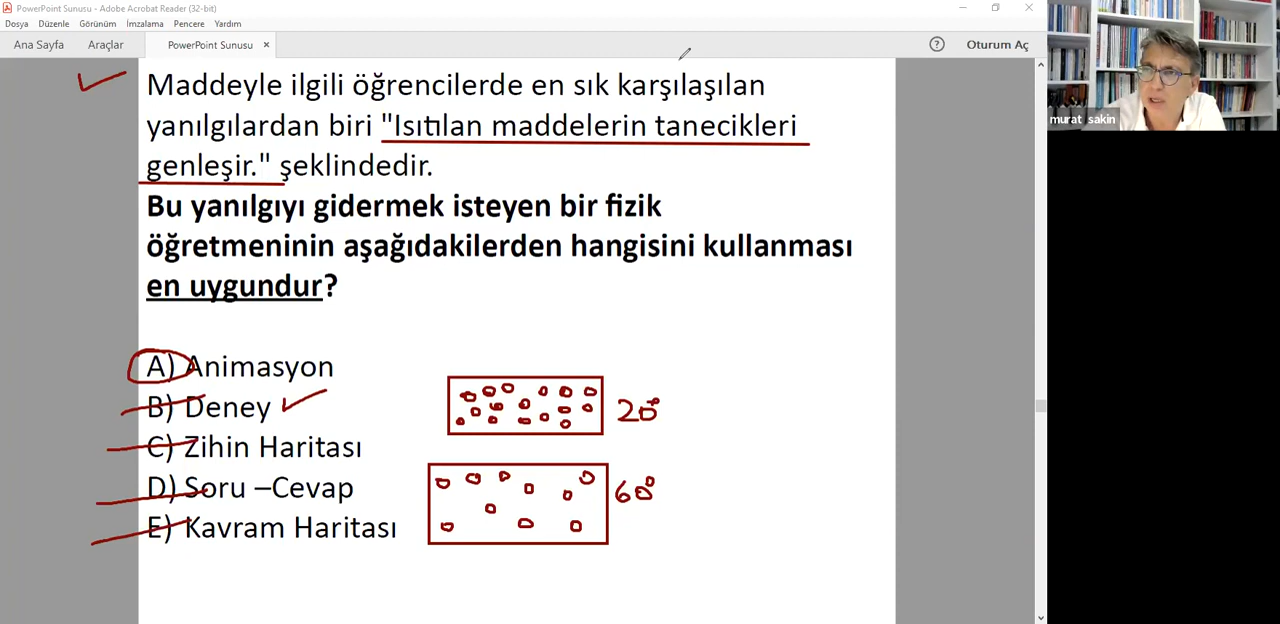 PowerPoint Sunusu - Adobe Acrobat Reader (32-bit)
Dosya Düzenle Görünüm İmzalama Pencere Yardım
Ana Sayfa Araçlar PowerPoint Sunusu × ? Oturum Aç
Maddeyle ilgili öğrencilerde en sık karşılaşılan
yanılgılardan biri "Isıtılan maddelerin tanecikleri
genleşir." şeklindedir.
Bu yanılgıyı gidermek isteyen bir fizik
öğretmeninin aşağıdakilerden hangisini kullanması
en uygundur?
A) Animasyon
B) Deney
C) Zihin Haritası
D) Soru –Cevap
E) Kavram Haritası
20°
60°
murat sakin